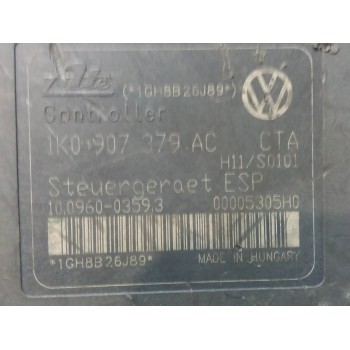 ATE (*1GH8B26J89*)
Controller
1K0 907 379 AC CTA
H11/S0101
Steuergeraet ESP
10.0960-0359.3 00005305H0
*1GH8B26J89* MADE IN HUNGARY